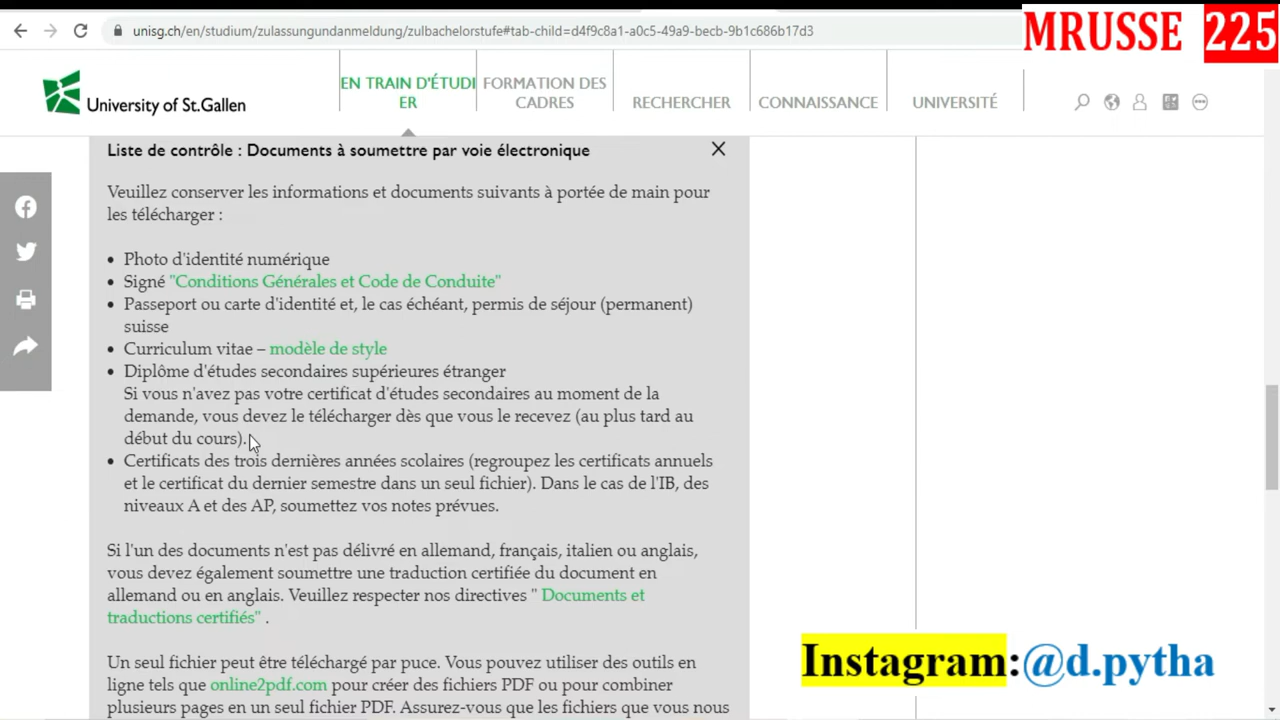 unisg.ch/en/studium/zulassungundanmeldung/zulbachelorstufe#tab-child=d4f9c8a1-a0c5-49a9-becb-9b1c686b17d3
MRUSSE 225
University of St.Gallen
EN TRAIN D'ÉTUDI
ER
FORMATION DES
CADRES
RECHERCHER
CONNAISSANCE
UNIVERSITÉ
Liste de contrôle : Documents à soumettre par voie électronique
Veuillez conserver les informations et documents suivants à portée de main pour
les télécharger :
• Photo d'identité numérique
• Signé "Conditions Générales et Code de Conduite"
• Passeport ou carte d'identité et, le cas échéant, permis de séjour (permanent)
suisse
• Curriculum vitae – modèle de style
• Diplôme d'études secondaires supérieures étranger
Si vous n'avez pas votre certificat d'études secondaires au moment de la
demande, vous devez le télécharger dès que vous le recevez (au plus tard au
début du cours).
• Certificats des trois dernières années scolaires (regroupez les certificats annuels
et le certificat du dernier semestre dans un seul fichier). Dans le cas de l'IB, des
niveaux A et des AP, soumettez vos notes prévues.
Si l'un des documents n'est pas délivré en allemand, français, italien ou anglais,
vous devez également soumettre une traduction certifiée du document en
allemand ou en anglais. Veuillez respecter nos directives " Documents et
traductions certifiés" .
Un seul fichier peut être téléchargé par puce. Vous pouvez utiliser des outils en
ligne tels que online2pdf.com pour créer des fichiers PDF ou pour combiner
plusieurs pages en un seul fichier PDF. Assurez-vous que les fichiers que vous nous
Instagram:@d.pytha